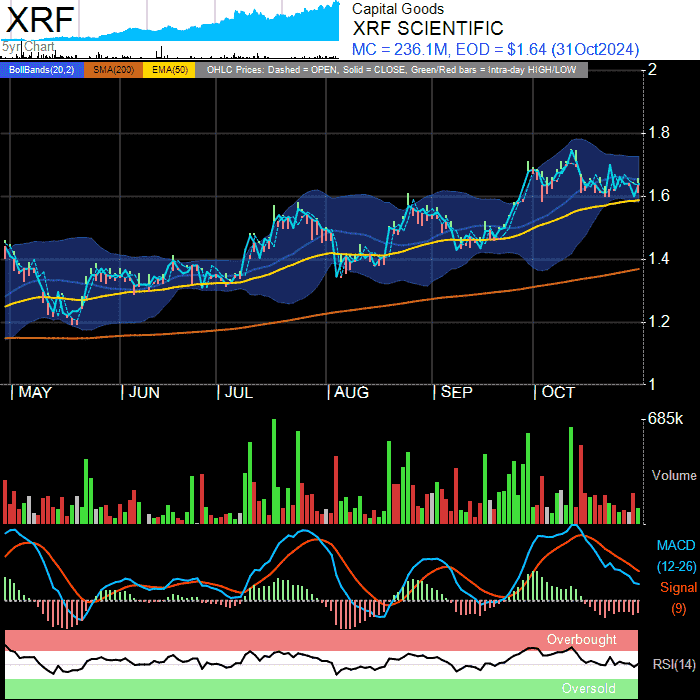 XRF
5yr Chart
Capital Goods
XRF SCIENTIFIC
MC = 236.1M, EOD = $1.64 (31Oct2024)
BollBands(20,2) SMA(200) EMA(50) OHLC Prices: Dashed = OPEN, Solid = CLOSE, Green/Red bars = Intra-day HIGH/LOW
2
1.8
1.6
1.4
1.2
1
MAY JUN JUL AUG SEP OCT
685k
Volume
MACD
(12-26)
Signal
(9)
Overbought
RSI(14)
Oversold